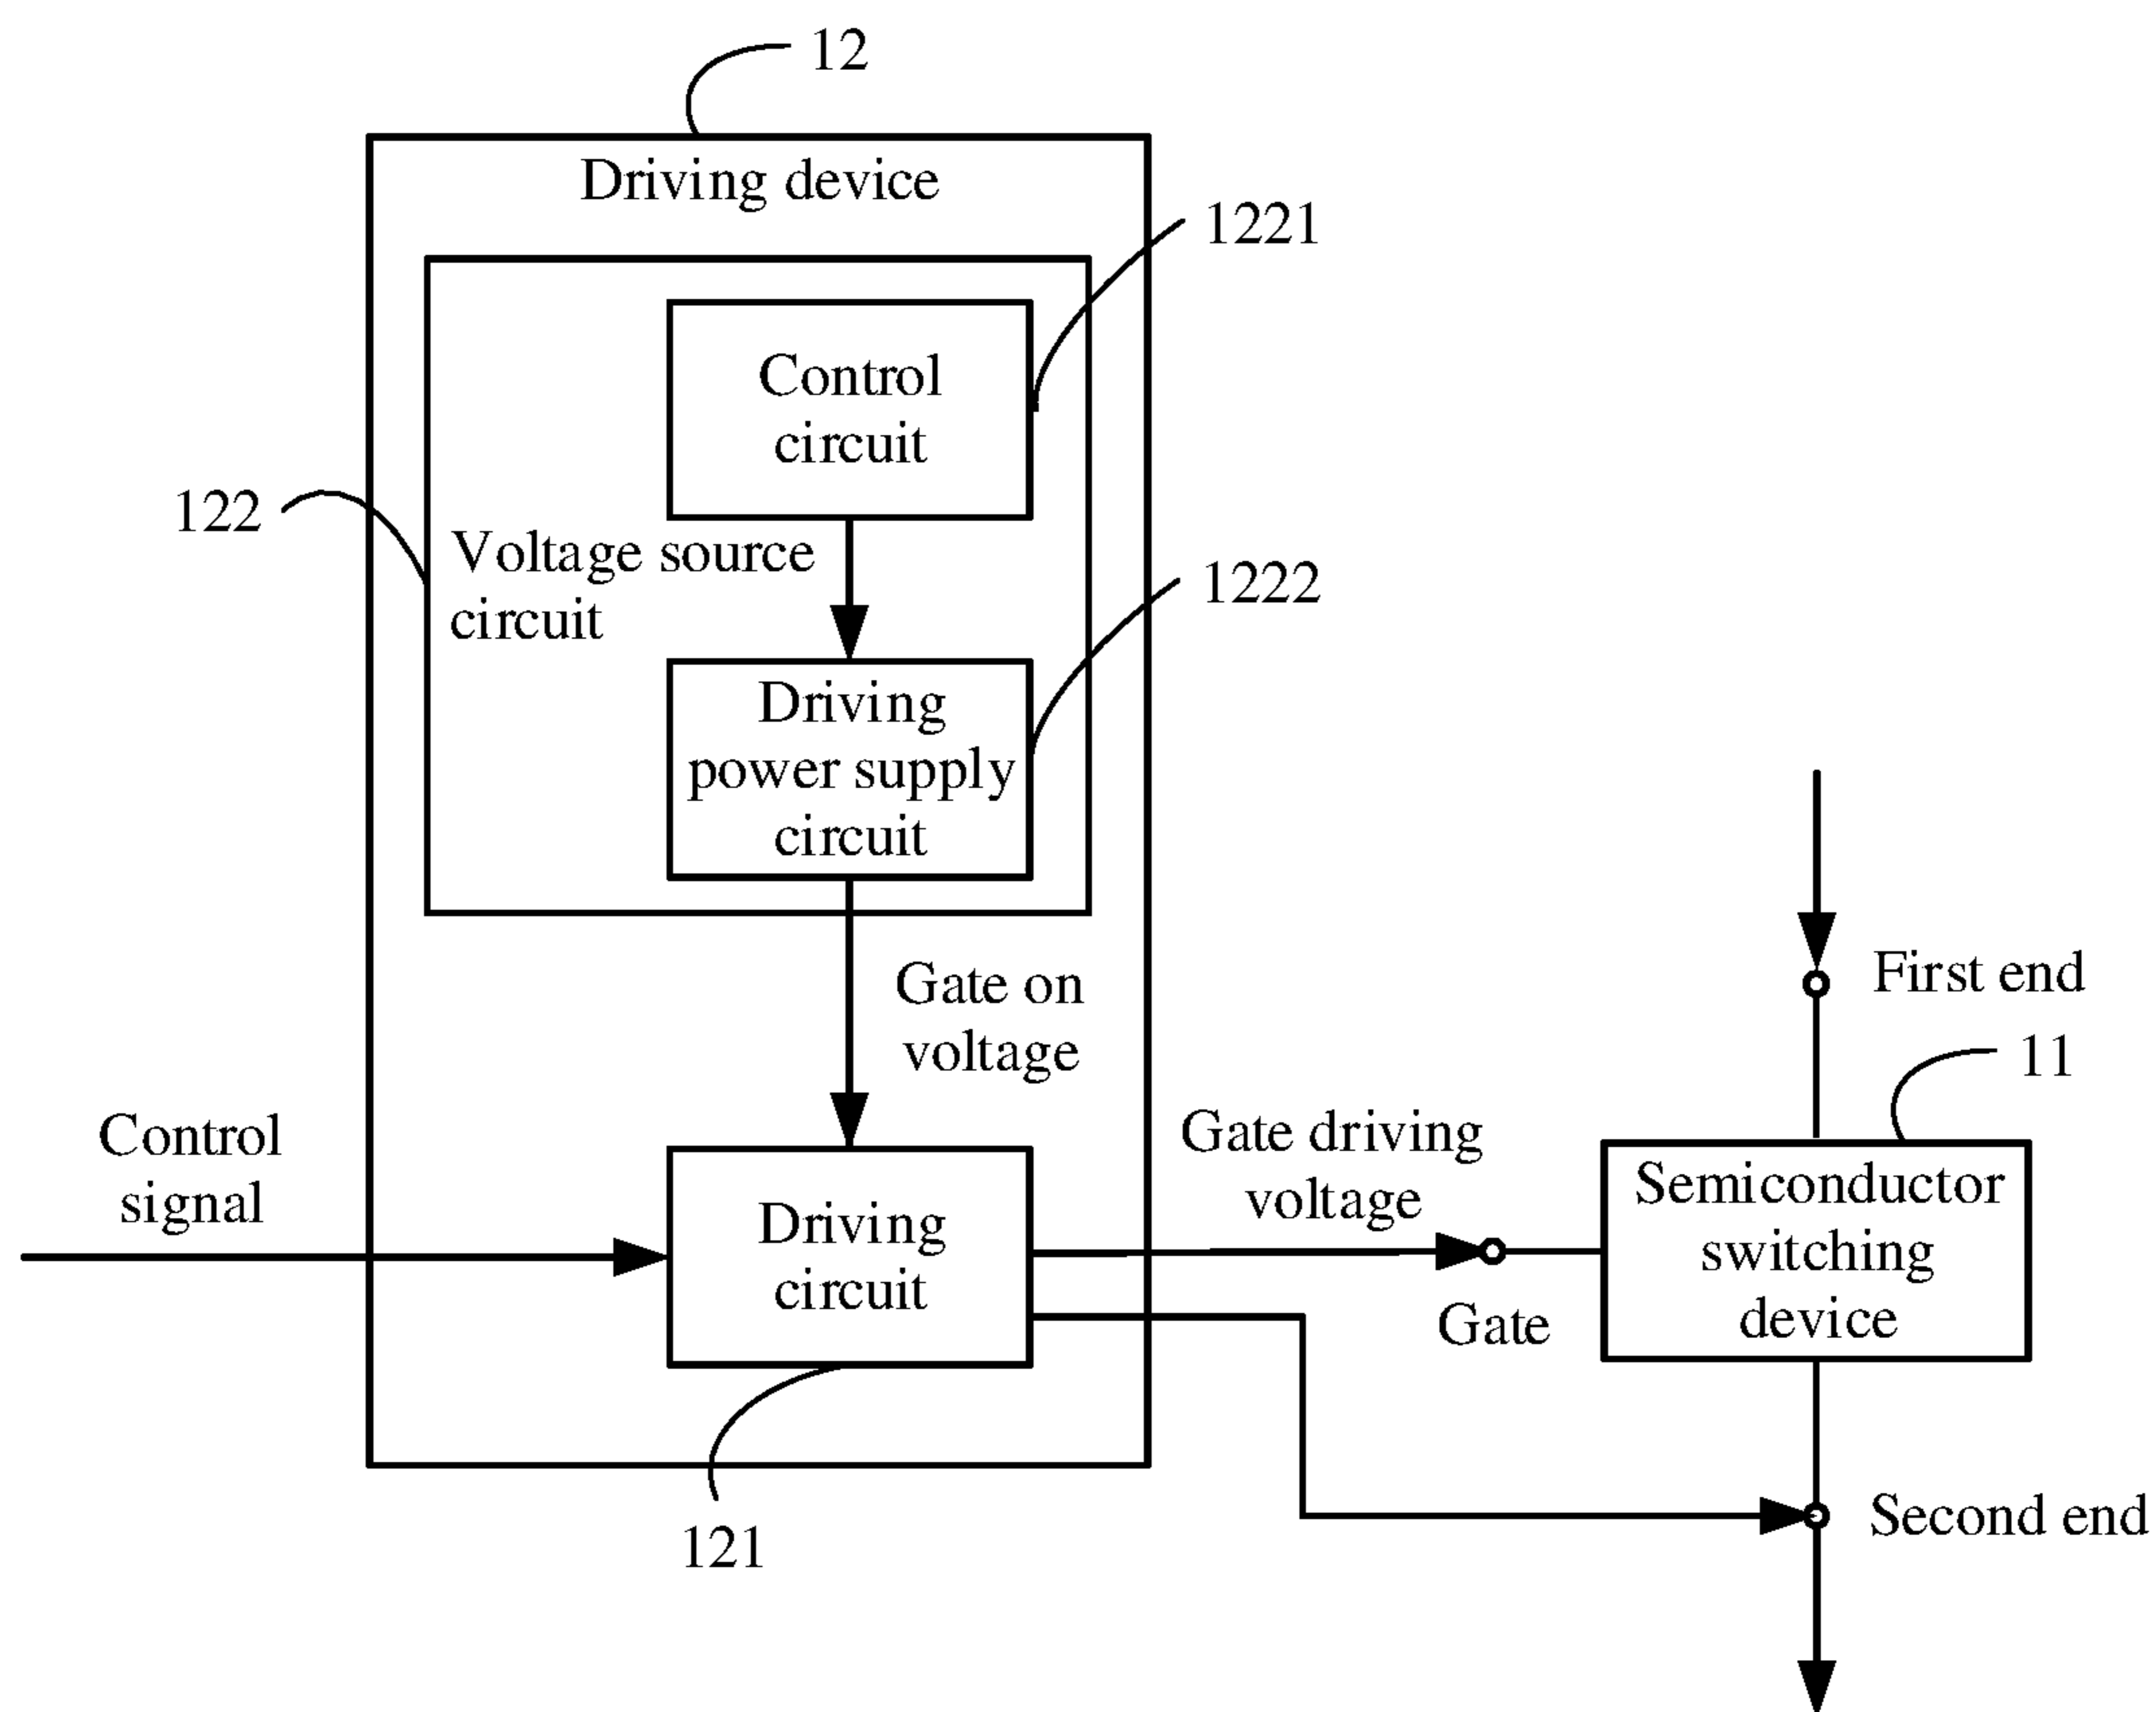 12
Driving device
1221
Control
circuit
122
Voltage source
circuit
1222
Driving
power supply
circuit
Gate on
voltage
First end
11
Control
signal
Gate driving
voltage
Semiconductor
switching
device
Driving
circuit
Gate
Second end
121